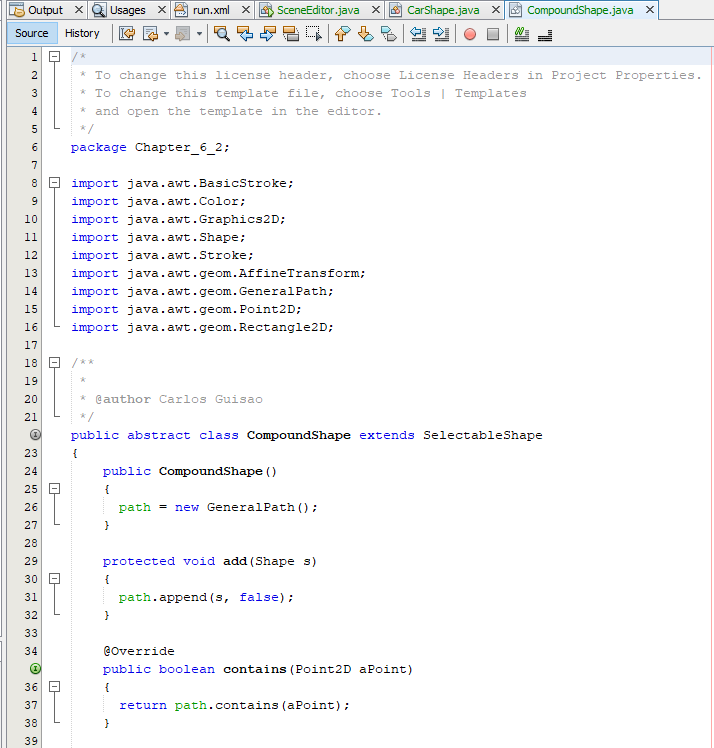 Output Usages run.xml SceneEditor.java CarShape.java CompoundShape.java
Source History
1 /*
2 * To change this license header, choose License Headers in Project Properties.
3 * To change this template file, choose Tools | Templates
4 * and open the template in the editor.
5 */
6 package Chapter_6_2;
7
8 import java.awt.BasicStroke;
9 import java.awt.Color;
10 import java.awt.Graphics2D;
11 import java.awt.Shape;
12 import java.awt.Stroke;
13 import java.awt.geom.AffineTransform;
14 import java.awt.geom.GeneralPath;
15 import java.awt.geom.Point2D;
16 import java.awt.geom.Rectangle2D;
17
18 /**
19 *
20 * @author Carlos Guisao
21 */
public abstract class CompoundShape extends SelectableShape
23 {
24 public CompoundShape()
25 {
26 path = new GeneralPath();
27 }
28
29 protected void add(Shape s)
30 {
31 path.append(s, false);
32 }
33
34 @Override
public boolean contains(Point2D aPoint)
36 {
37 return path.contains(aPoint);
38 }
39